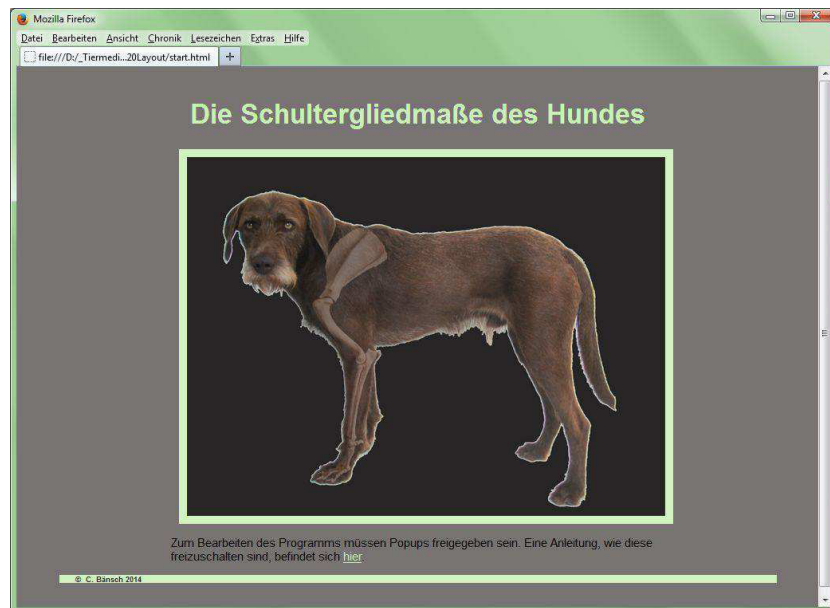 Mozilla Firefox
Datei Bearbeiten Ansicht Chronik Lesezeichen Extras Hilfe
file:///D:/_Tiermedi...20Layout/start.html +
Die Schultergliedmaße des Hundes
Zum Bearbeiten des Programms müssen Popups freigegeben sein. Eine Anleitung, wie diese
freizuschalten sind, befindet sich hier
© C. Bänsch 2014